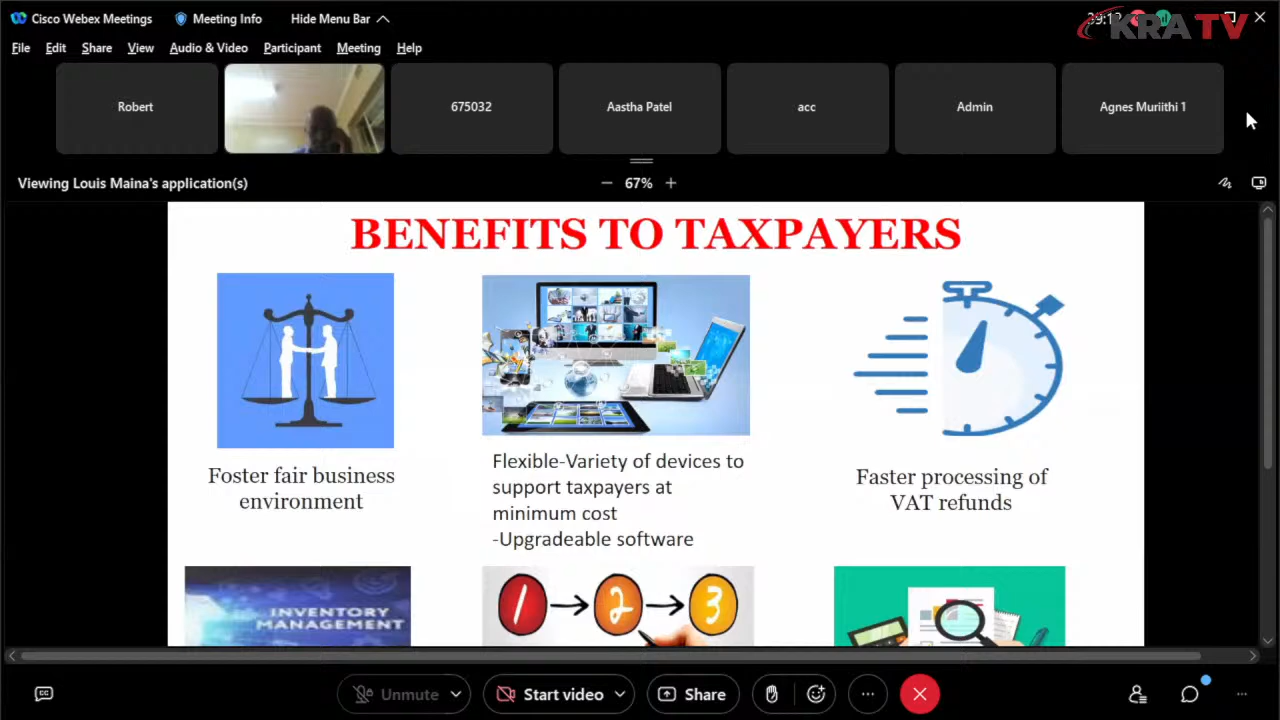 Cisco Webex Meetings
Meeting Info
Hide Menu Bar
KRA TV
File Edit Share View Audio & Video Participant Meeting Help
Robert
675032
Aastha Patel
acc
Admin
Agnes Muriithi 1
Viewing Louis Maina's application(s)
67%
BENEFITS TO TAXPAYERS
Foster fair business
environment
Flexible-Variety of devices to
support taxpayers at
minimum cost
-Upgradeable software
Faster processing of
VAT refunds
INVENTORY
MANAGEMENT
1 2 3
CC
Unmute
Start video
Share